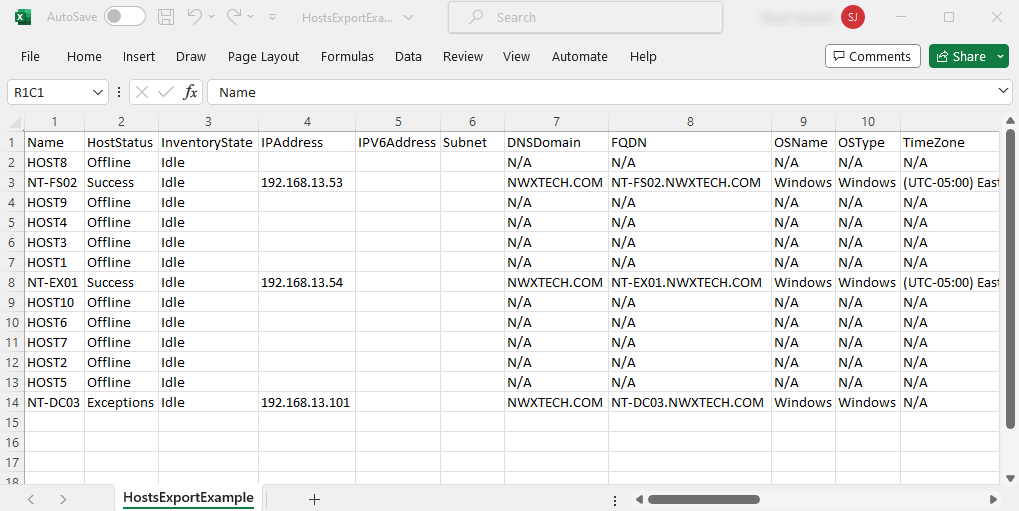 AutoSave HostsExportExa... Search SJ
File Home Insert Draw Page Layout Formulas Data Review View Automate Help Comments Share
R1C1 fx Name
1 2 3 4 5 6 7 8 9 10
1 Name HostStatus InventoryState IPAddress IPV6Address Subnet DNSDomain FQDN OSName OSType TimeZone
2 HOST8 Offline Idle N/A N/A N/A N/A N/A
3 NT-FS02 Success Idle 192.168.13.53 NWXTECH.COM NT-FS02.NWXTECH.COM Windows Windows (UTC-05:00) East
4 HOST9 Offline Idle N/A N/A N/A N/A N/A
5 HOST4 Offline Idle N/A N/A N/A N/A N/A
6 HOST3 Offline Idle N/A N/A N/A N/A N/A
7 HOST1 Offline Idle N/A N/A N/A N/A N/A
8 NT-EX01 Success Idle 192.168.13.54 NWXTECH.COM NT-EX01.NWXTECH.COM Windows Windows (UTC-05:00) East
9 HOST10 Offline Idle N/A N/A N/A N/A N/A
10 HOST6 Offline Idle N/A N/A N/A N/A N/A
11 HOST7 Offline Idle N/A N/A N/A N/A N/A
12 HOST2 Offline Idle N/A N/A N/A N/A N/A
13 HOST5 Offline Idle N/A N/A N/A N/A N/A
14 NT-DC03 Exceptions Idle 192.168.13.101 NWXTECH.COM NT-DC03.NWXTECH.COM Windows Windows N/A
15
16
17
18
HostsExportExample